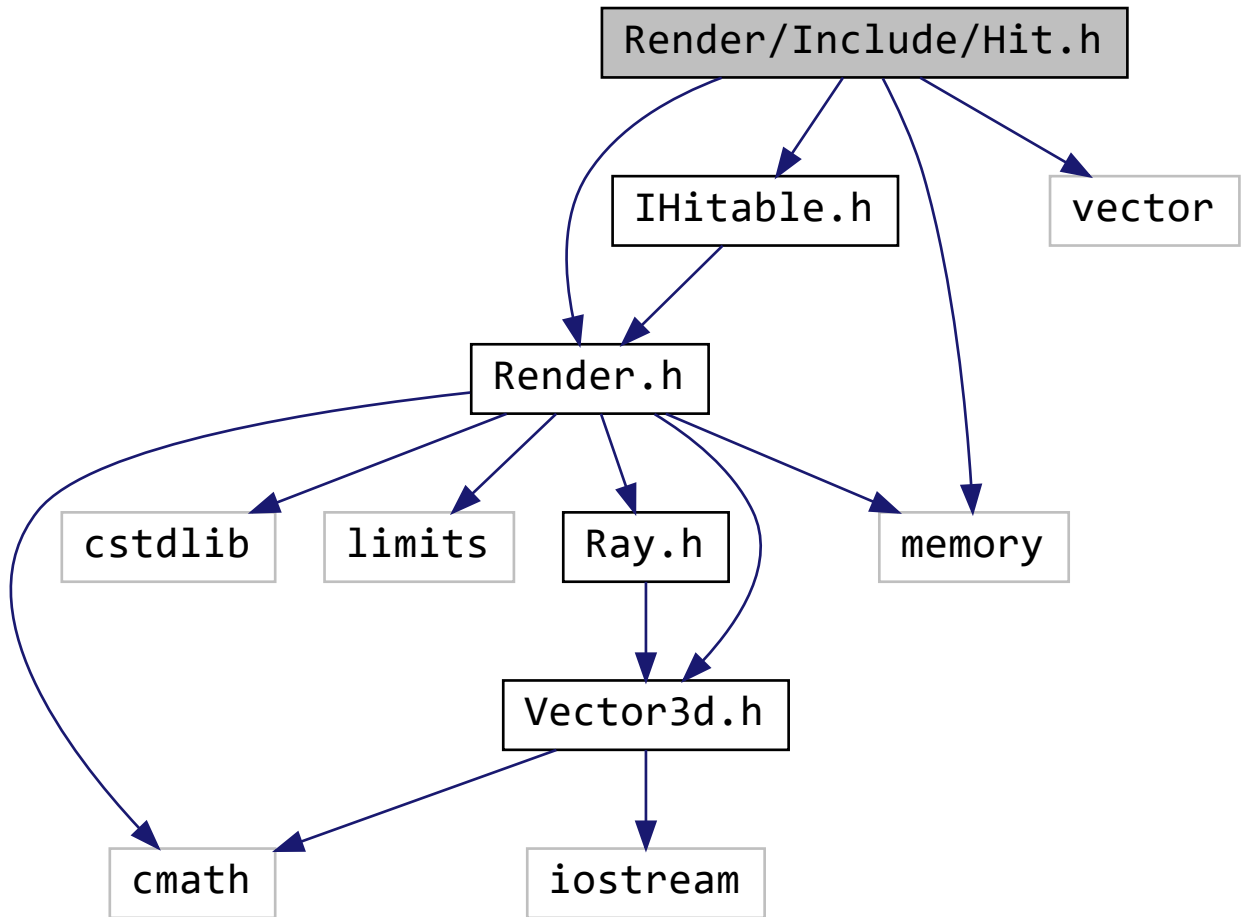 Render/Include/Hit.h
IHitable.h
vector
Render.h
cstdlib
limits
Ray.h
memory
Vector3d.h
cmath
iostream